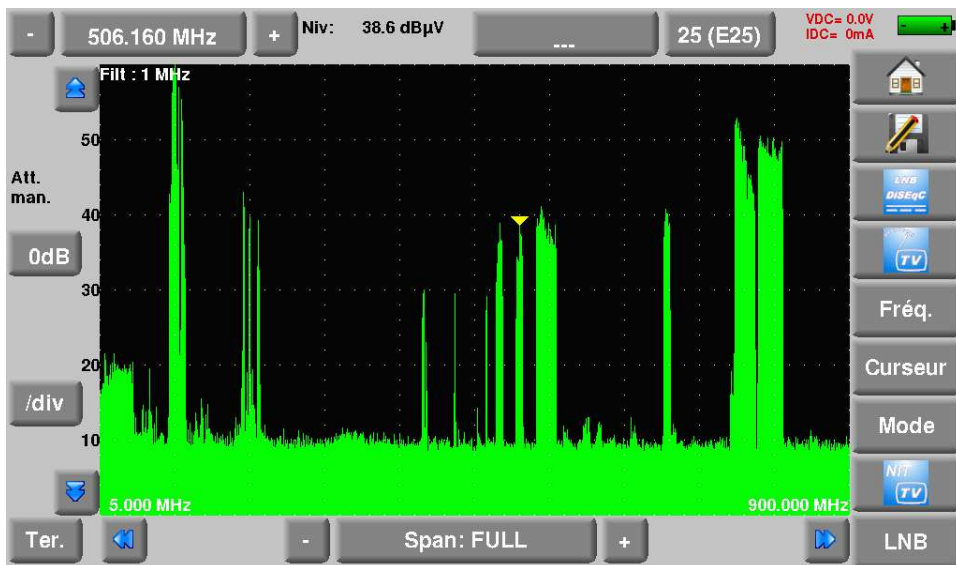 - 506.160 MHz + Niv: 38.6 dBµV --- 25 (E25) VDC= 0.0V
IDC= 0mA
- +
Filt : 1 MHz
50
Att.
man.
LNB
DiSEqC
40
0dB
TV
30
Fréq.
20
Curseur
/div
10
Mode
NIT
TV
5.000 MHz 900.000 MHz
Ter. - Span: FULL + LNB